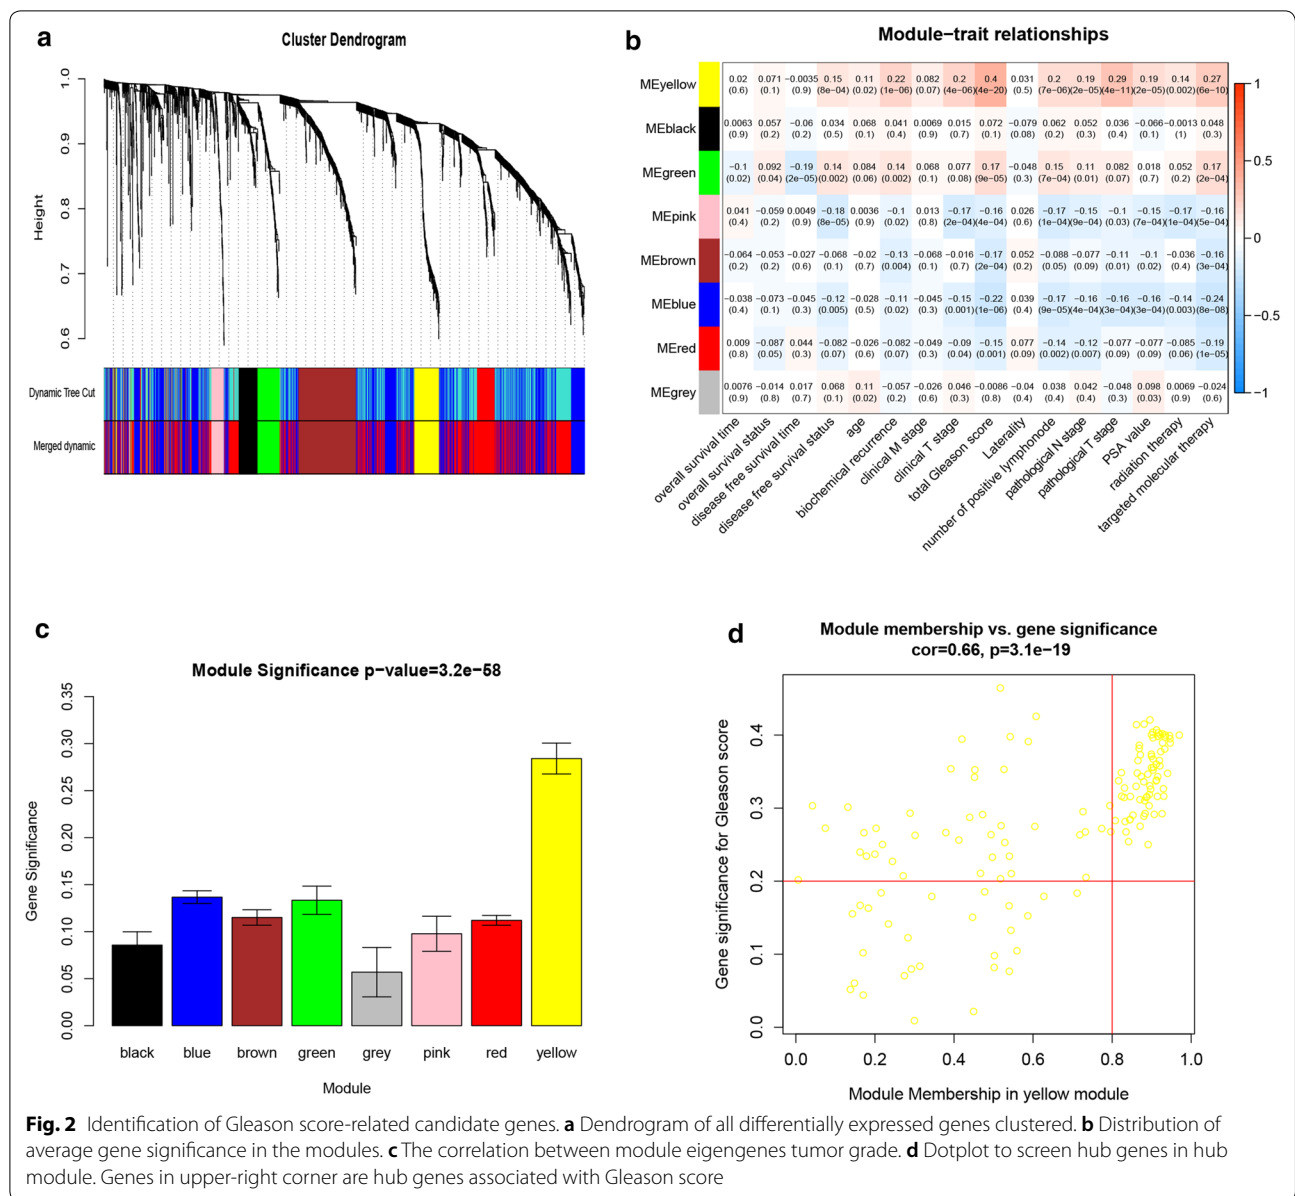 a
Cluster Dendrogram
Height
1.0
0.9
0.8
0.7
0.6
Dynamic Tree Cut
Merged dynamic
b
Module−trait relationships
MEyellow 0.02 0.071 −0.0035 0.15 0.11 0.22 0.082 0.2 0.4 0.031 0.2 0.19 0.29 0.19 0.14 0.27
(0.6) (0.1) (0.9) (8e−04) (0.02) (1e−06) (0.07) (4e−06) (4e−20) (0.5) (7e−06) (2e−05) (4e−11) (2e−05) (0.002) (6e−10)
MEblack 0.0063 0.057 −0.06 0.034 0.068 0.041 0.0069 0.015 0.072 −0.079 0.062 0.052 0.036 −0.066 −0.0013 0.048
(0.9) (0.2) (0.2) (0.5) (0.1) (0.4) (0.9) (0.7) (0.1) (0.08) (0.2) (0.3) (0.4) (0.1) (1) (0.3)
MEgreen −0.1 0.092 −0.19 0.14 0.084 0.14 0.068 0.077 0.17 −0.048 0.15 0.11 0.082 0.018 0.052 0.17
(0.02) (0.04) (2e−05) (0.002) (0.06) (0.002) (0.1) (0.08) (9e−05) (0.3) (7e−04) (0.01) (0.07) (0.7) (0.2) (2e−04)
MEpink 0.041 −0.059 0.0049 −0.18 0.0036 −0.1 0.013 −0.17 −0.16 0.026 −0.17 −0.15 −0.1 −0.15 −0.17 −0.16
(0.4) (0.2) (0.9) (8e−05) (0.9) (0.02) (0.8) (2e−04) (4e−04) (0.6) (1e−04) (9e−04) (0.03) (7e−04) (1e−04) (5e−04)
MEbrown −0.064 −0.053 −0.027 −0.068 −0.02 −0.13 −0.068 −0.016 −0.17 0.052 −0.088 −0.077 −0.11 −0.1 −0.036 −0.16
(0.2) (0.2) (0.6) (0.1) (0.7) (0.004) (0.1) (0.7) (2e−04) (0.2) (0.05) (0.09) (0.01) (0.02) (0.4) (3e−04)
MEblue −0.038 −0.073 −0.045 −0.12 −0.028 −0.11 −0.045 −0.15 −0.22 0.039 −0.17 −0.16 −0.16 −0.16 −0.14 −0.24
(0.4) (0.1) (0.3) (0.005) (0.5) (0.02) (0.3) (0.001) (1e−06) (0.4) (9e−05) (4e−04) (3e−04) (3e−04) (0.003) (8e−08)
MEred 0.009 −0.087 0.044 −0.082 −0.026 −0.082 −0.049 −0.09 −0.15 0.077 −0.14 −0.12 −0.077 −0.077 −0.085 −0.19
(0.8) (0.05) (0.3) (0.07) (0.6) (0.07) (0.3) (0.04) (0.001) (0.09) (0.002) (0.007) (0.09) (0.09) (0.06) (1e−05)
MEgrey 0.0076 −0.014 0.017 0.068 0.11 −0.057 −0.026 0.046 −0.0086 −0.04 0.038 0.042 −0.048 0.098 0.0069 −0.024
(0.9) (0.8) (0.7) (0.1) (0.02) (0.2) (0.6) (0.3) (0.8) (0.4) (0.4) (0.4) (0.3) (0.03) (0.9) (0.6)
1
0.5
0
−0.5
−1
overall survival time
overall survival status
disease free survival time
disease free survival status
age
biochemical recurrence
clinical M stage
clinical T stage
total Gleason score
Laterality
number of positive lymphonode
pathological N stage
pathological T stage
PSA value
radiation therapy
targeted molecular therapy
c
Module Significance p−value=3.2e−58
Gene Significance
0.35
0.30
0.25
0.20
0.15
0.10
0.05
0.00
black blue brown green grey pink red yellow
Module
d
Module membership vs. gene significance
cor=0.66, p=3.1e−19
Gene significance for Gleason score
0.4
0.3
0.2
0.1
0.0
0.0 0.2 0.4 0.6 0.8 1.0
Module Membership in yellow module
Fig. 2 Identification of Gleason score-related candidate genes. a Dendrogram of all differentially expressed genes clustered. b Distribution of
average gene significance in the modules. c The correlation between module eigengenes tumor grade. d Dotplot to screen hub genes in hub
module. Genes in upper-right corner are hub genes associated with Gleason score